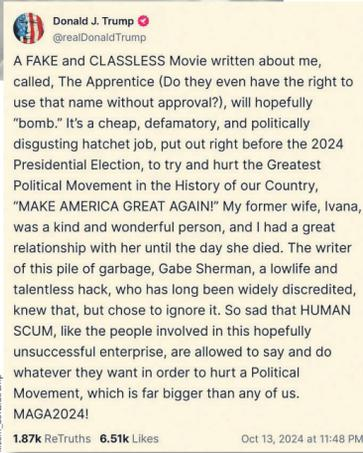 Donald J. Trump
@realDonaldTrump
A FAKE and CLASSLESS Movie written about me,
called, The Apprentice (Do they even have the right to
use that name without approval?), will hopefully
“bomb.” It’s a cheap, defamatory, and politically
disgusting hatchet job, put out right before the 2024
Presidential Election, to try and hurt the Greatest
Political Movement in the History of our Country,
“MAKE AMERICA GREAT AGAIN!” My former wife, Ivana,
was a kind and wonderful person, and I had a great
relationship with her until the day she died. The writer
of this pile of garbage, Gabe Sherman, a lowlife and
talentless hack, who has long been widely discredited,
knew that, but chose to ignore it. So sad that HUMAN
SCUM, like the people involved in this hopefully
unsuccessful enterprise, are allowed to say and do
whatever they want in order to hurt a Political
Movement, which is far bigger than any of us.
MAGA2024!
1.87k ReTruths 6.51k Likes Oct 13, 2024 at 11:48 PM